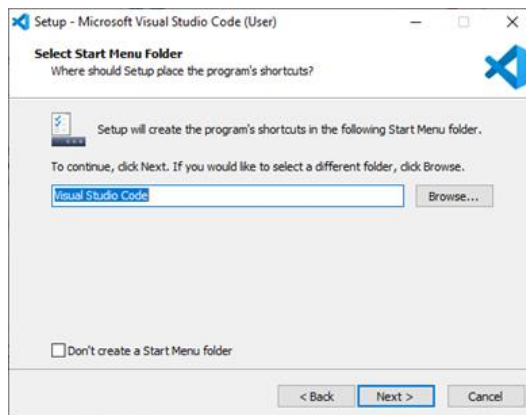 Setup - Microsoft Visual Studio Code (User)
Select Start Menu Folder
Where should Setup place the program's shortcuts?
Setup will create the program's shortcuts in the following Start Menu folder.
To continue, click Next. If you would like to select a different folder, click Browse.
Visual Studio Code
Browse...
Don't create a Start Menu folder
< Back
Next >
Cancel